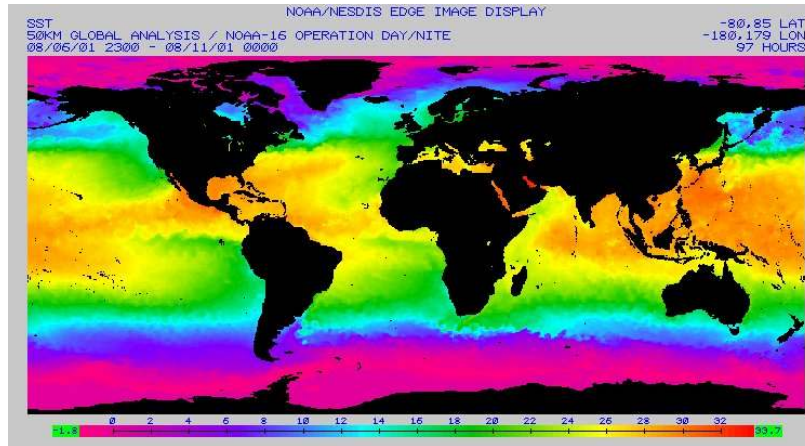 NOAA/NESDIS EDGE IMAGE DISPLAY
SST -80,85 LAT
50KM GLOBAL ANALYSIS / NOAA-16 OPERATION DAY/NITE -180,179 LON
08/06/01 2300 - 08/11/01 0000 97 HOURS
-1.8 0 2 4 6 8 10 12 14 16 18 20 22 24 26 28 30 32 33.7